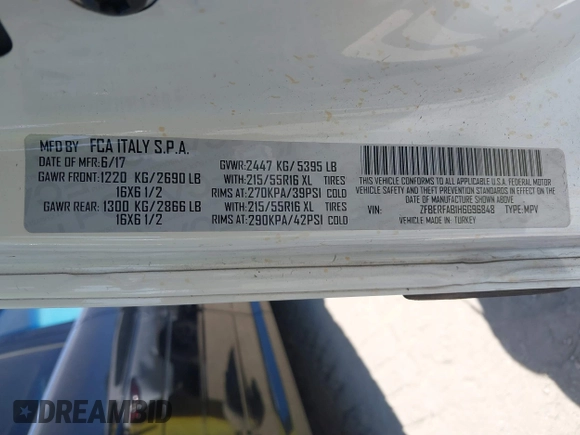 MFD BY FCA ITALY S.P.A.
DATE OF MFR:6/17 GVWR:2447 KG/5395 LB
GAWR FRONT:1220 KG/2690 LB WITH:215/55R16 XL TIRES
16X6 1/2 RIMS AT:270KPA/39PSI COLD
GAWR REAR:1300 KG/2866 LB WITH:215/55R16 XL TIRES
16X6 1/2 RIMS AT:290KPA/42PSI COLD
THIS VEHICLE CONFORMS TO ALL APPLICABLE U.S.A. FEDERAL MOTOR
VEHICLE SAFETY, BUMPER, AND THEFT PREVENTION STANDARDS
IN EFFECT ON THE DATE OF MANUFACTURE SHOWN ABOVE
VIN: ZFBERFAB1H6G96848 TYPE: MPV
VEHICLE MADE IN: TURKEY
DREAMBID